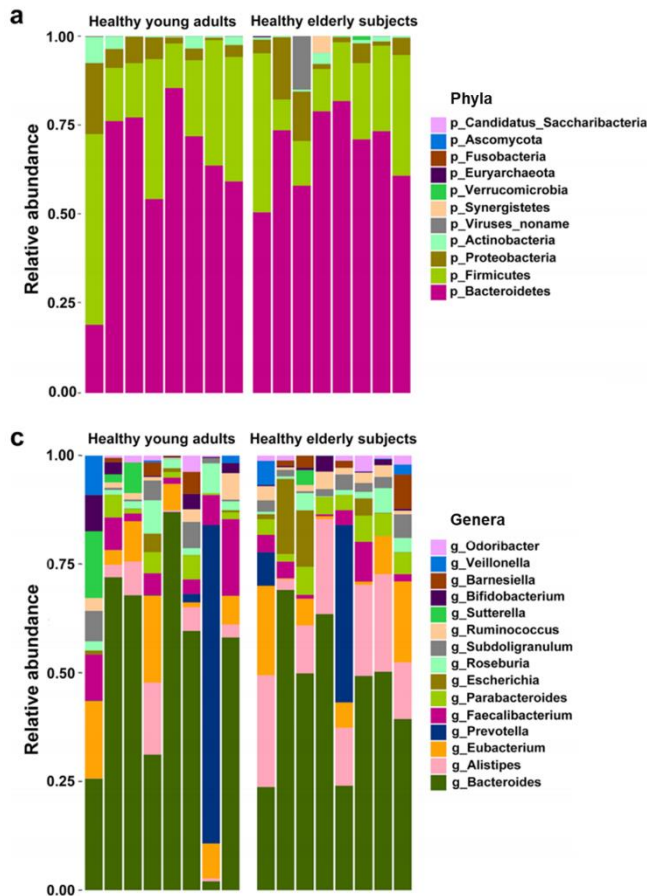 a
Healthy young adults Healthy elderly subjects
1.00
0.75
0.50
0.25
0.00
Relative abundance
Phyla
p_Candidatus_Saccharibacteria
p_Ascomycota
p_Fusobacteria
p_Euryarchaeota
p_Verrucomicrobia
p_Synergistetes
p_Viruses_noname
p_Actinobacteria
p_Proteobacteria
p_Firmicutes
p_Bacteroidetes
c
Healthy young adults Healthy elderly subjects
1.00
0.75
0.50
0.25
0.00
Relative abundance
Genera
g_Odoribacter
g_Veillonella
g_Barnesiella
g_Bifidobacterium
g_Sutterella
g_Ruminococcus
g_Subdoligranulum
g_Roseburia
g_Escherichia
g_Parabacteroides
g_Faecalibacterium
g_Prevotella
g_Eubacterium
g_Alistipes
g_Bacteroides